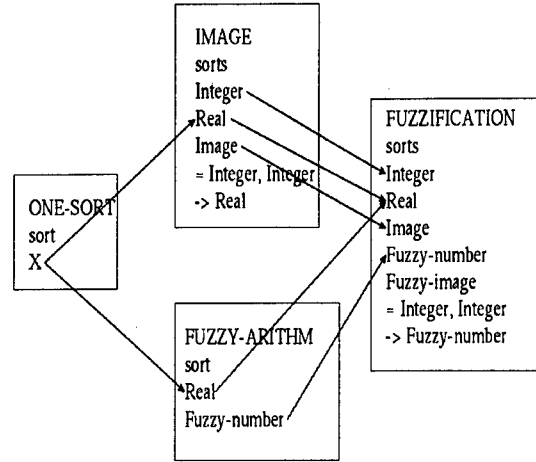 IMAGE
sorts
Integer
Real
Image
= Integer, Integer
-> Real
ONE-SORT
sort
X
FUZZY-ARITHM
sort
Real
Fuzzy-number
FUZZIFICATION
sorts
Integer
Real
Image
Fuzzy-number
Fuzzy-image
= Integer, Integer
-> Fuzzy-number